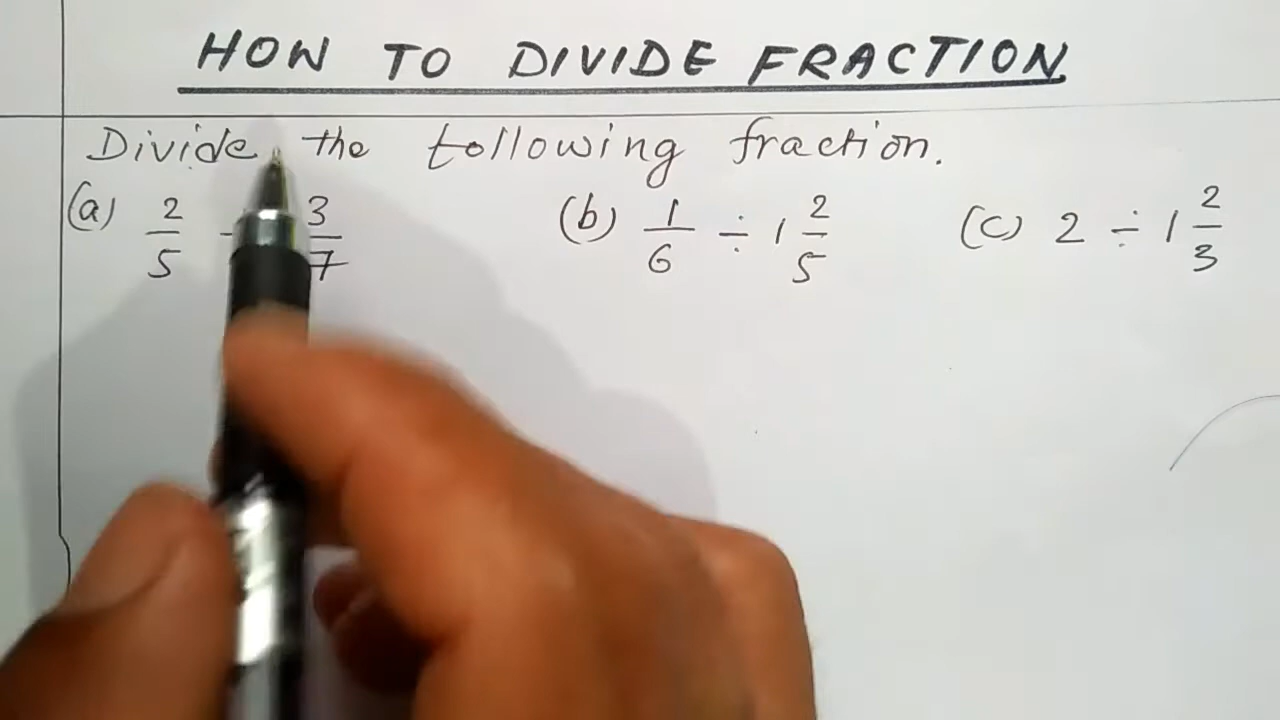 HOW TO DIVIDE FRACTION
Divide the following fraction.
(a) 2/5 3/7 (b) 1/6 ÷ 1 2/5 (c) 2 ÷ 1 2/3